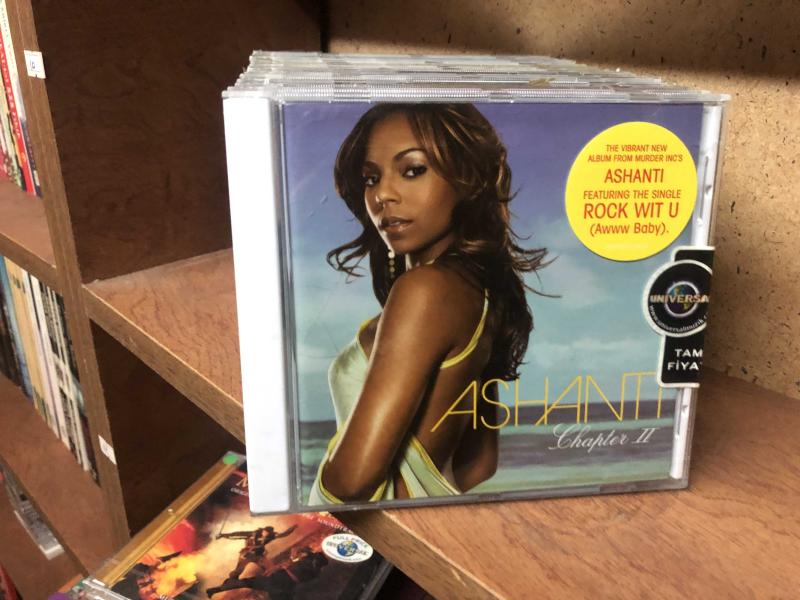 THE VIBRANT NEW
ALBUM FROM MURDER INC'S
ASHANTI
FEATURING THE SINGLE
ROCK WIT U
(Awww Baby).
UNIVERSA
TAM
FİYA
ASHANTI
Chapter II
FULL PRICE